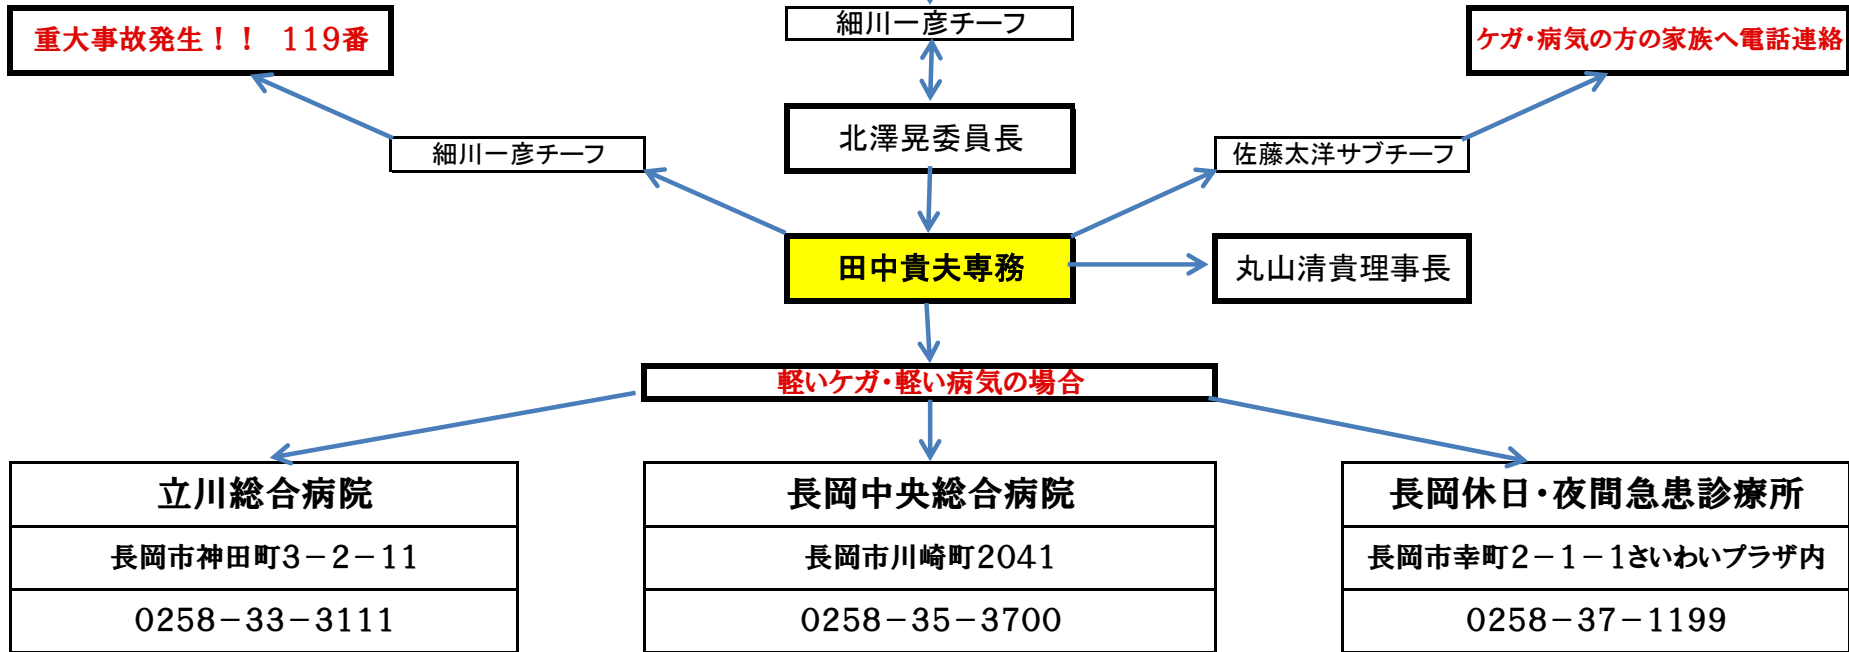 細川一彦チーフ
重大事故発生！！　119番
ケガ・病気の方の家族へ電話連絡
北澤晃委員長
細川一彦チーフ
佐藤太洋サブチーフ
田中貴夫専務
丸山清貴理事長
軽いケガ・軽い病気の場合
立川総合病院
長岡市神田町3－2－11
0258－33－3111
長岡中央総合病院
長岡市川崎町2041
0258－35－3700
長岡休日・夜間急患診療所
長岡市幸町2－1－1さいわいプラザ内
0258－37－1199